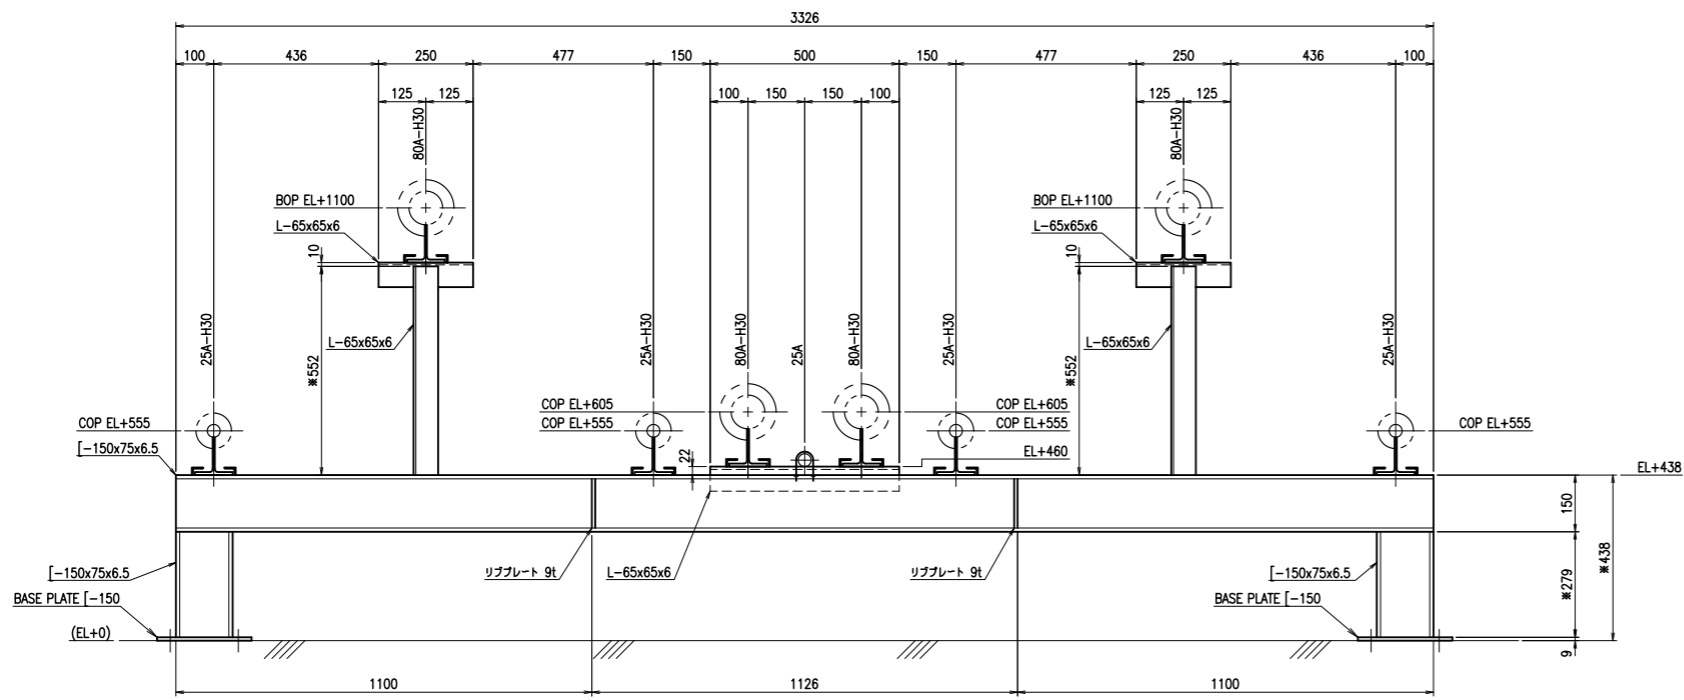 3326
100
436
250
477
150
500
150
477
250
436
100
125
125
100
150
150
100
125
125
80A-H30
80A-H30
BOP EL+1100
L-65x65x6
10
BOP EL+1100
L-65x65x6
10
25A-H30
L-65x65x6
※552
25A-H30
80A-H30
25A
80A-H30
25A-H30
L-65x65x6
※552
25A-H30
COP EL+605
COP EL+555
COP EL+605
COP EL+555
COP EL+555
[-150x75x6.5
COP EL+555
22
EL+460
EL+438
150
[-150x75x6.5
BASE PLATE [-150
(EL+0)
リブプレート 9t
L-65x65x6
リブプレート 9t
[-150x75x6.5
BASE PLATE [-150
※279
※438
9
1100
1126
1100